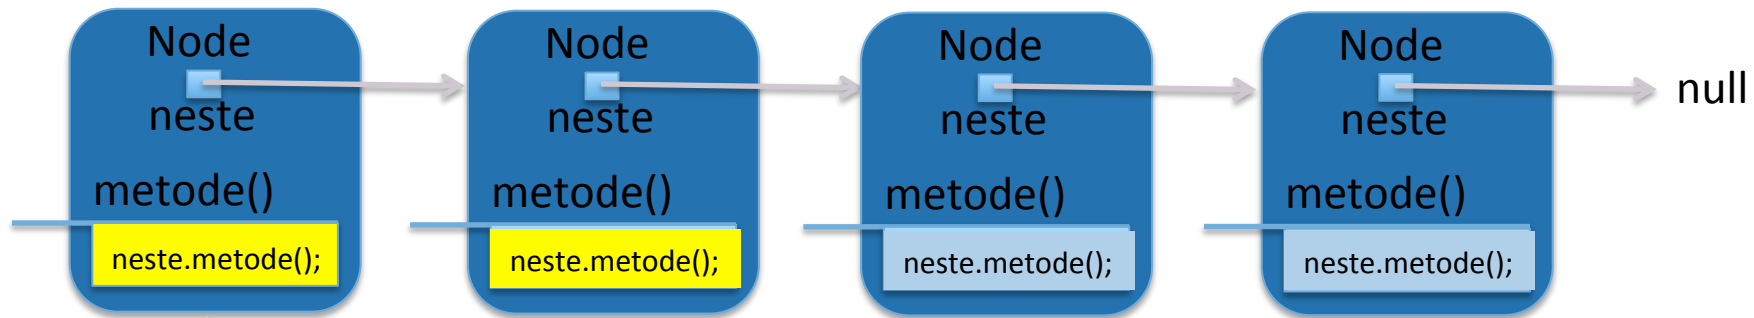 Node Node Node Node
neste neste neste neste null
metode() metode() metode() metode()
neste.metode(); neste.metode(); neste.metode(); neste.metode();